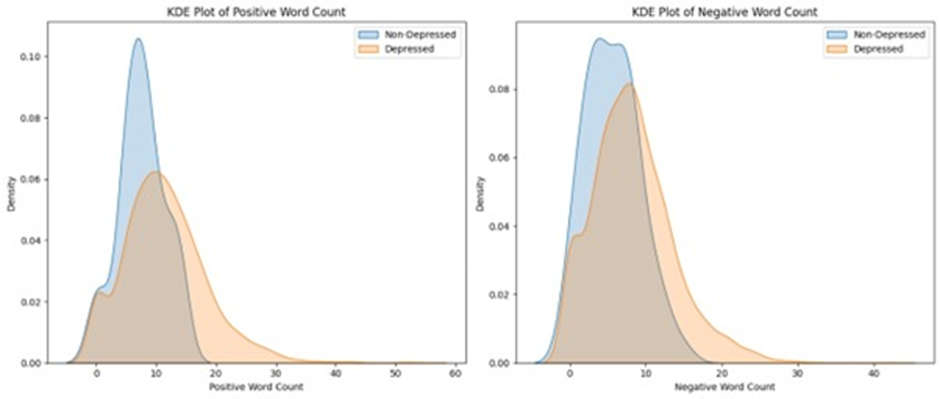 KDE Plot of Positive Word Count
Non-Depressed
Depressed
0.10
0.08
0.06
0.04
0.02
0.00
Density
0 10 20 30 40 50 60
Positive Word Count
KDE Plot of Negative Word Count
Non-Depressed
Depressed
0.08
0.06
0.04
0.02
0.00
Density
0 10 20 30 40
Negative Word Count